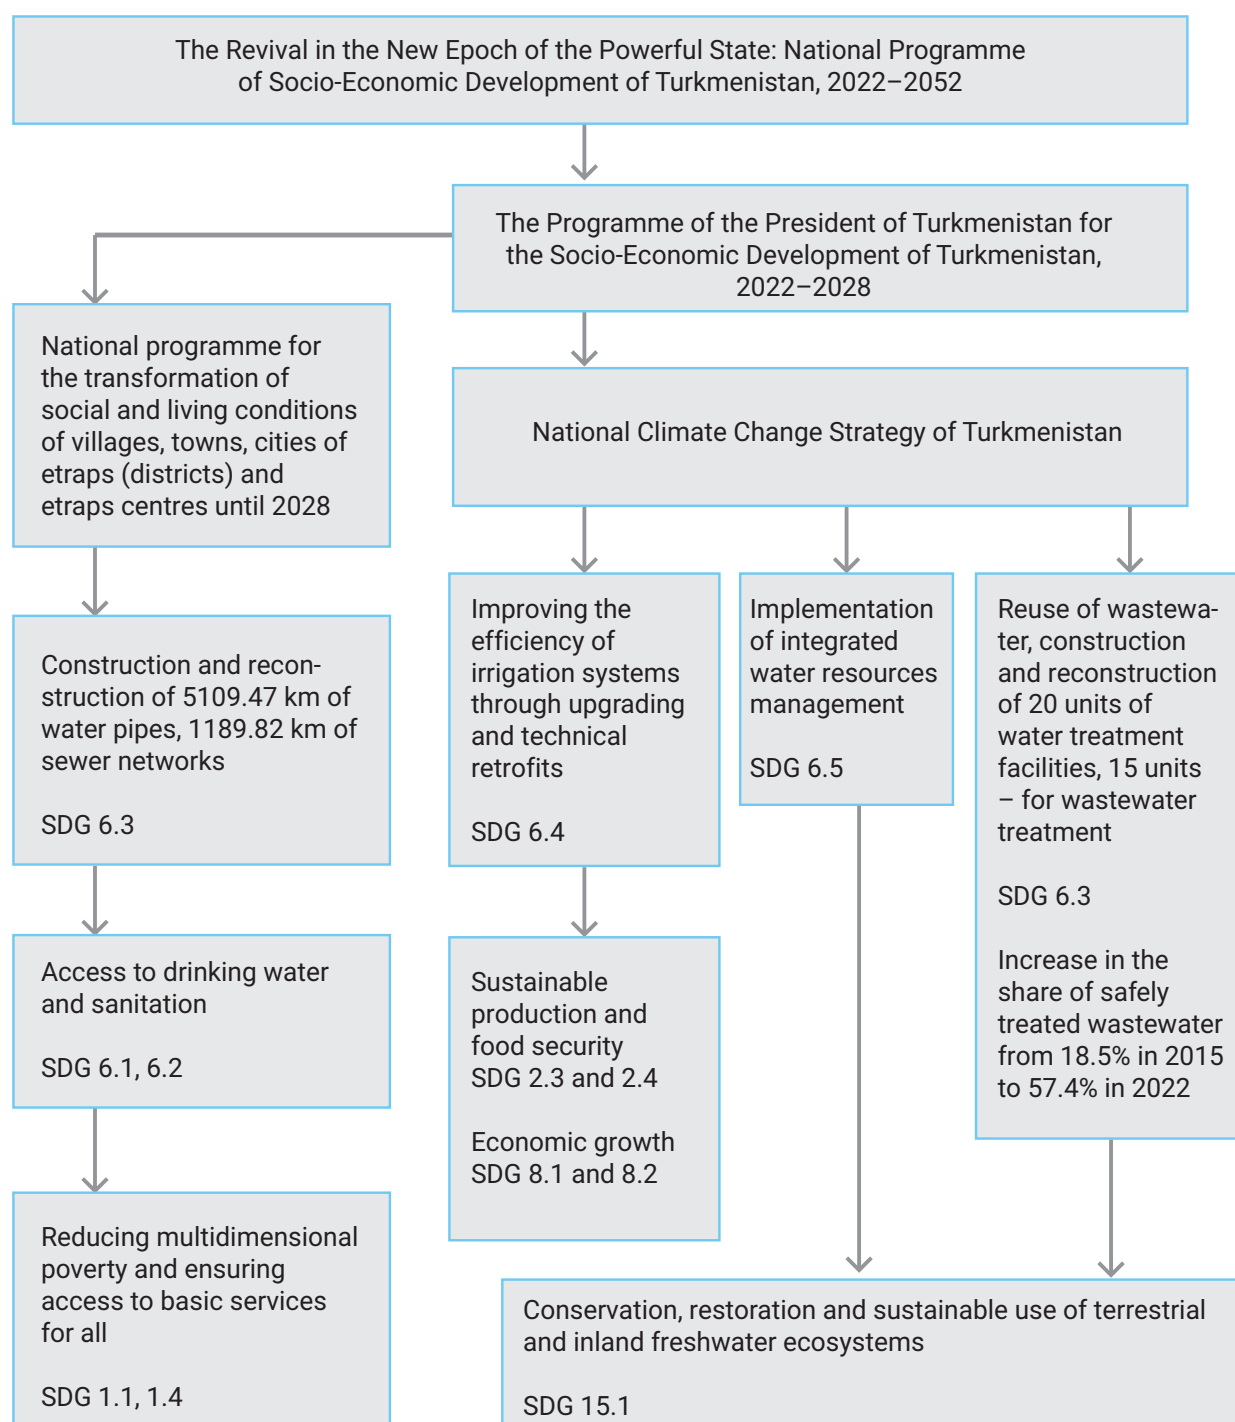 The Revival in the New Epoch of the Powerful State: National Programme
of Socio-Economic Development of Turkmenistan, 2022–2052
The Programme of the President of Turkmenistan for
the Socio-Economic Development of Turkmenistan,
2022–2028
National programme for
the transformation of
social and living conditions
of villages, towns, cities of
etraps (districts) and
etraps centres until 2028
National Climate Change Strategy of Turkmenistan
Construction and recon-
struction of 5109.47 km of
water pipes, 1189.82 km of
sewer networks
SDG 6.3
Improving the
efficiency of
irrigation systems
through upgrading
and technical
retrofits
SDG 6.4
Implementation
of integrated
water resources
management
SDG 6.5
Reuse of wastewa-
ter, construction
and reconstruction
of 20 units of
water treatment
facilities, 15 units
– for wastewater
treatment
SDG 6.3
Increase in the
share of safely
treated wastewater
from 18.5% in 2015
to 57.4% in 2022
Access to drinking water
and sanitation
SDG 6.1, 6.2
Sustainable
production and
food security
SDG 2.3 and 2.4
Economic growth
SDG 8.1 and 8.2
Reducing multidimensional
poverty and ensuring
access to basic services
for all
SDG 1.1, 1.4
Conservation, restoration and sustainable use of terrestrial
and inland freshwater ecosystems
SDG 15.1